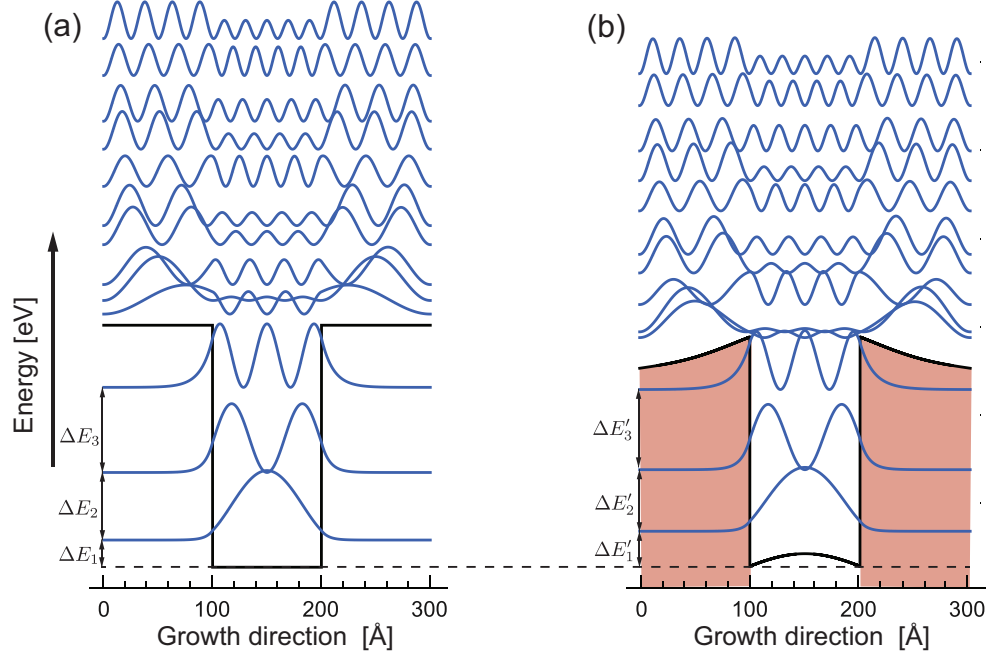 (a)
(b)
Energy [eV]
ΔE₃
ΔE₂
ΔE₁
ΔE′₃
ΔE′₂
ΔE′₁
0 100 200 300
0 100 200 300
Growth direction [Å]
Growth direction [Å]